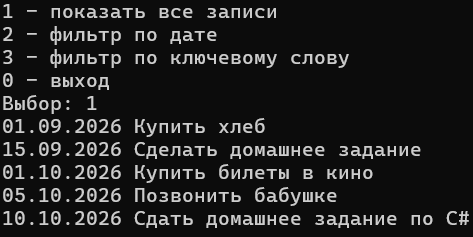 1 – показать все записи
2 – фильтр по дате
3 – фильтр по ключевому слову
0 – выход
Выбор: 1
01.09.2026 Купить хлеб
15.09.2026 Сделать домашнее задание
01.10.2026 Купить билеты в кино
05.10.2026 Позвонить бабушке
10.10.2026 Сдать домашнее задание по C#